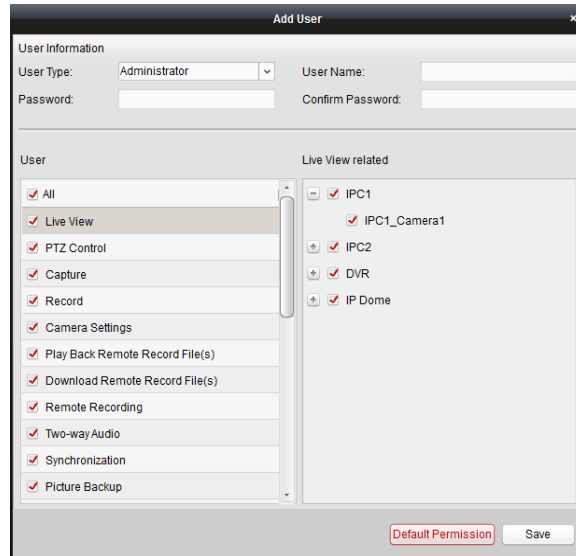 Add User
User Information
User Type: Administrator User Name:
Password: Confirm Password:
User Live View related
All IPC1
Live View IPC1_Camera1
PTZ Control IPC2
Capture DVR
Record IP Dome
Camera Settings
Play Back Remote Record File(s)
Download Remote Record File(s)
Remote Recording
Two-way Audio
Synchronization
Picture Backup
Default Permission Save